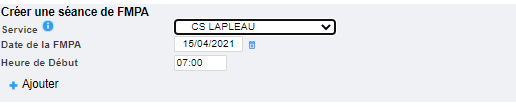 Créer une séance de FMPA
Service CS LAPLEAU
Date de la FMPA 15/04/2021
Heure de Début 07:00
Ajouter